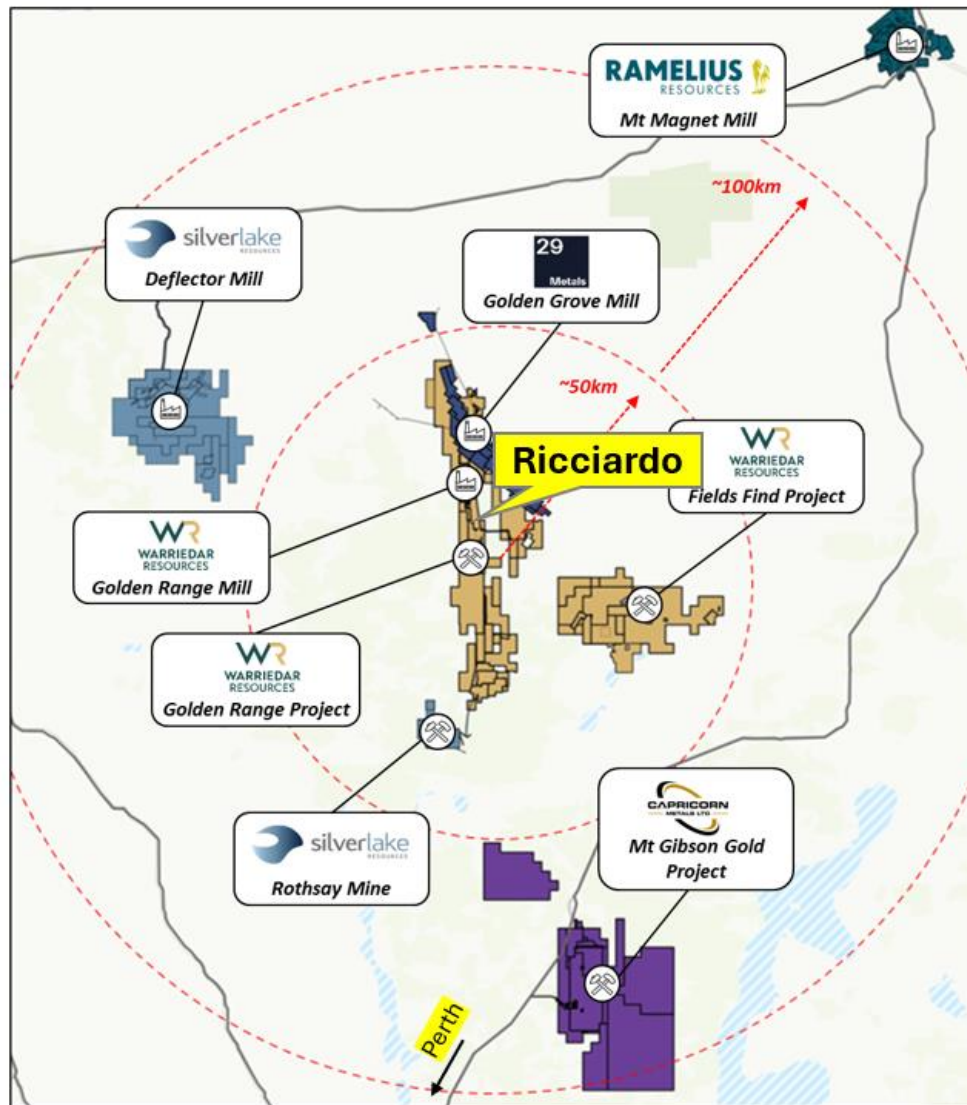 RAMELIUS
RESOURCES
Mt Magnet Mill
~100km
silverlake
RESOURCES
Deflector Mill
29
Metals
Golden Grove Mill
~50km
Ricciardo
WR
WARRIEDAR
RESOURCES
Fields Find Project
WR
WARRIEDAR
RESOURCES
Golden Range Mill
WR
WARRIEDAR
RESOURCES
Golden Range Project
silverlake
RESOURCES
Rothsay Mine
CAPRICORN
METALS LTD
Mt Gibson Gold
Project
Perth